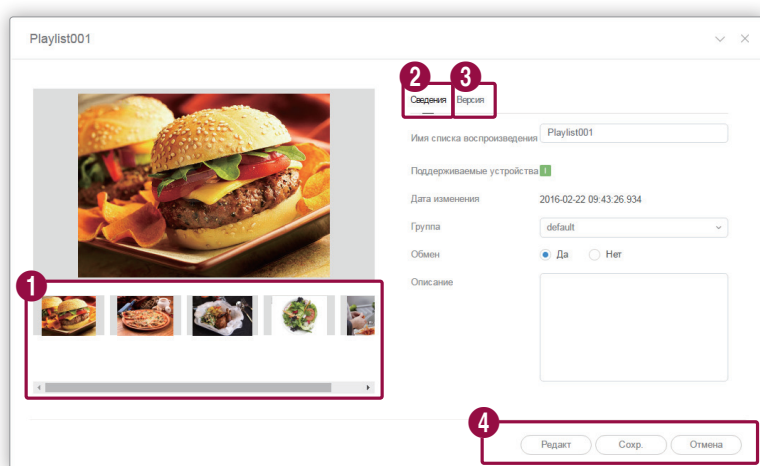 Playlist001
2 3
Сведения Версия
Имя списка воспроизведения Playlist001
Поддерживаемые устройства I
Дата изменения 2016-02-22 09:43:26.934
Группа default
Обмен Да Нет
Описание
1
4
Редакт Сохр. Отмена